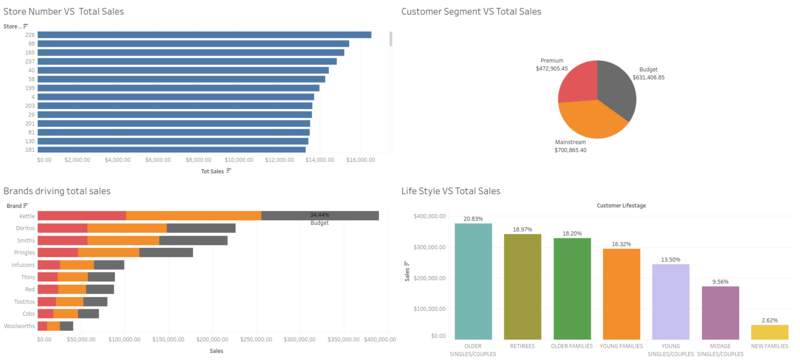 Store Number VS Total Sales
Store ..
226
88
165
237
40
58
199
4
203
26
201
81
130
181
$0.00 $2,000.00 $4,000.00 $6,000.00 $8,000.00 $10,000.00 $12,000.00 $14,000.00 $16,000.00
Tot Sales
Customer Segment VS Total Sales
Premium
$472,905.45
Budget
$631,406.85
Mainstream
$700,865.40
Brands driving total sales
Brand
Kettle
34.44%
Budget
Doritos
Smiths
Pringles
Infuzions
Thins
Red
Tostitos
Cobs
Woolworths
$0.00 $50,000.00 $100,000.00 $150,000.00 $200,000.00 $250,000.00 $300,000.00 $350,000.00 $400,000.00
Sales
Life Style VS Total Sales
Customer Lifestage
$400,000.00
$300,000.00
$200,000.00
$100,000.00
$0.00
Sales
20.83% 18.97% 18.20% 16.32% 13.50% 9.56% 2.62%
OLDER RETIREES OLDER FAMILIES YOUNG FAMILIES YOUNG MIDAGE NEW FAMILIES
SINGLES/COUPLES SINGLES/COUPLES SINGLES/COUPLES